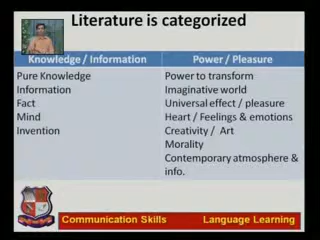 Literature is categorized
Knowledge / Information
Power / Pleasure
Pure Knowledge
Information
Fact
Mind
Invention
Power to transform
Imaginative world
Universal effect / pleasure
Heart / Feelings & emotions
Creativity / Art
Morality
Contemporary atmosphere &
info.
Communication Skills
Language Learning